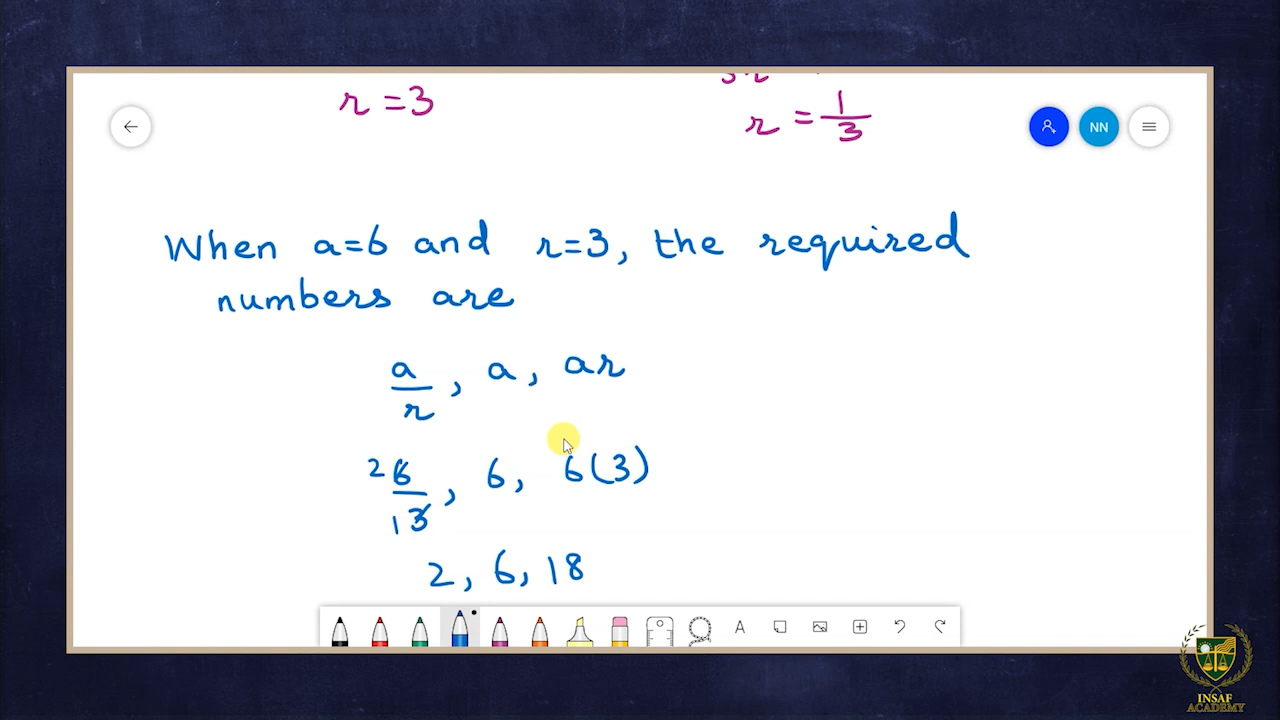 r = 3
r = 1/3
NN
When a=6 and r=3, the required
numbers are
a/r, a, ar
2 6/1 3, 6, 6(3)
2, 6, 18
A
INSAF
ACADEMY